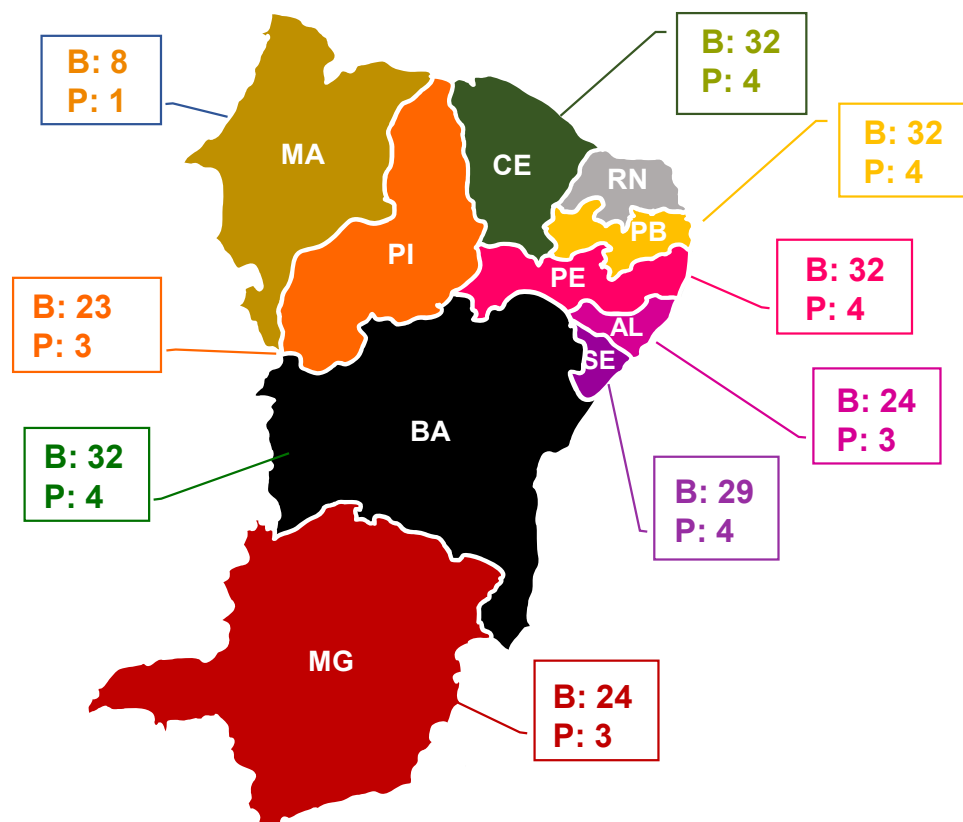 B: 8
P: 1
B: 32
P: 4
B: 32
P: 4
MA
CE
RN
PB
PI
PE
B: 32
P: 4
B: 23
P: 3
AL
SE
B: 24
P: 3
BA
B: 32
P: 4
B: 29
P: 4
MG
B: 24
P: 3